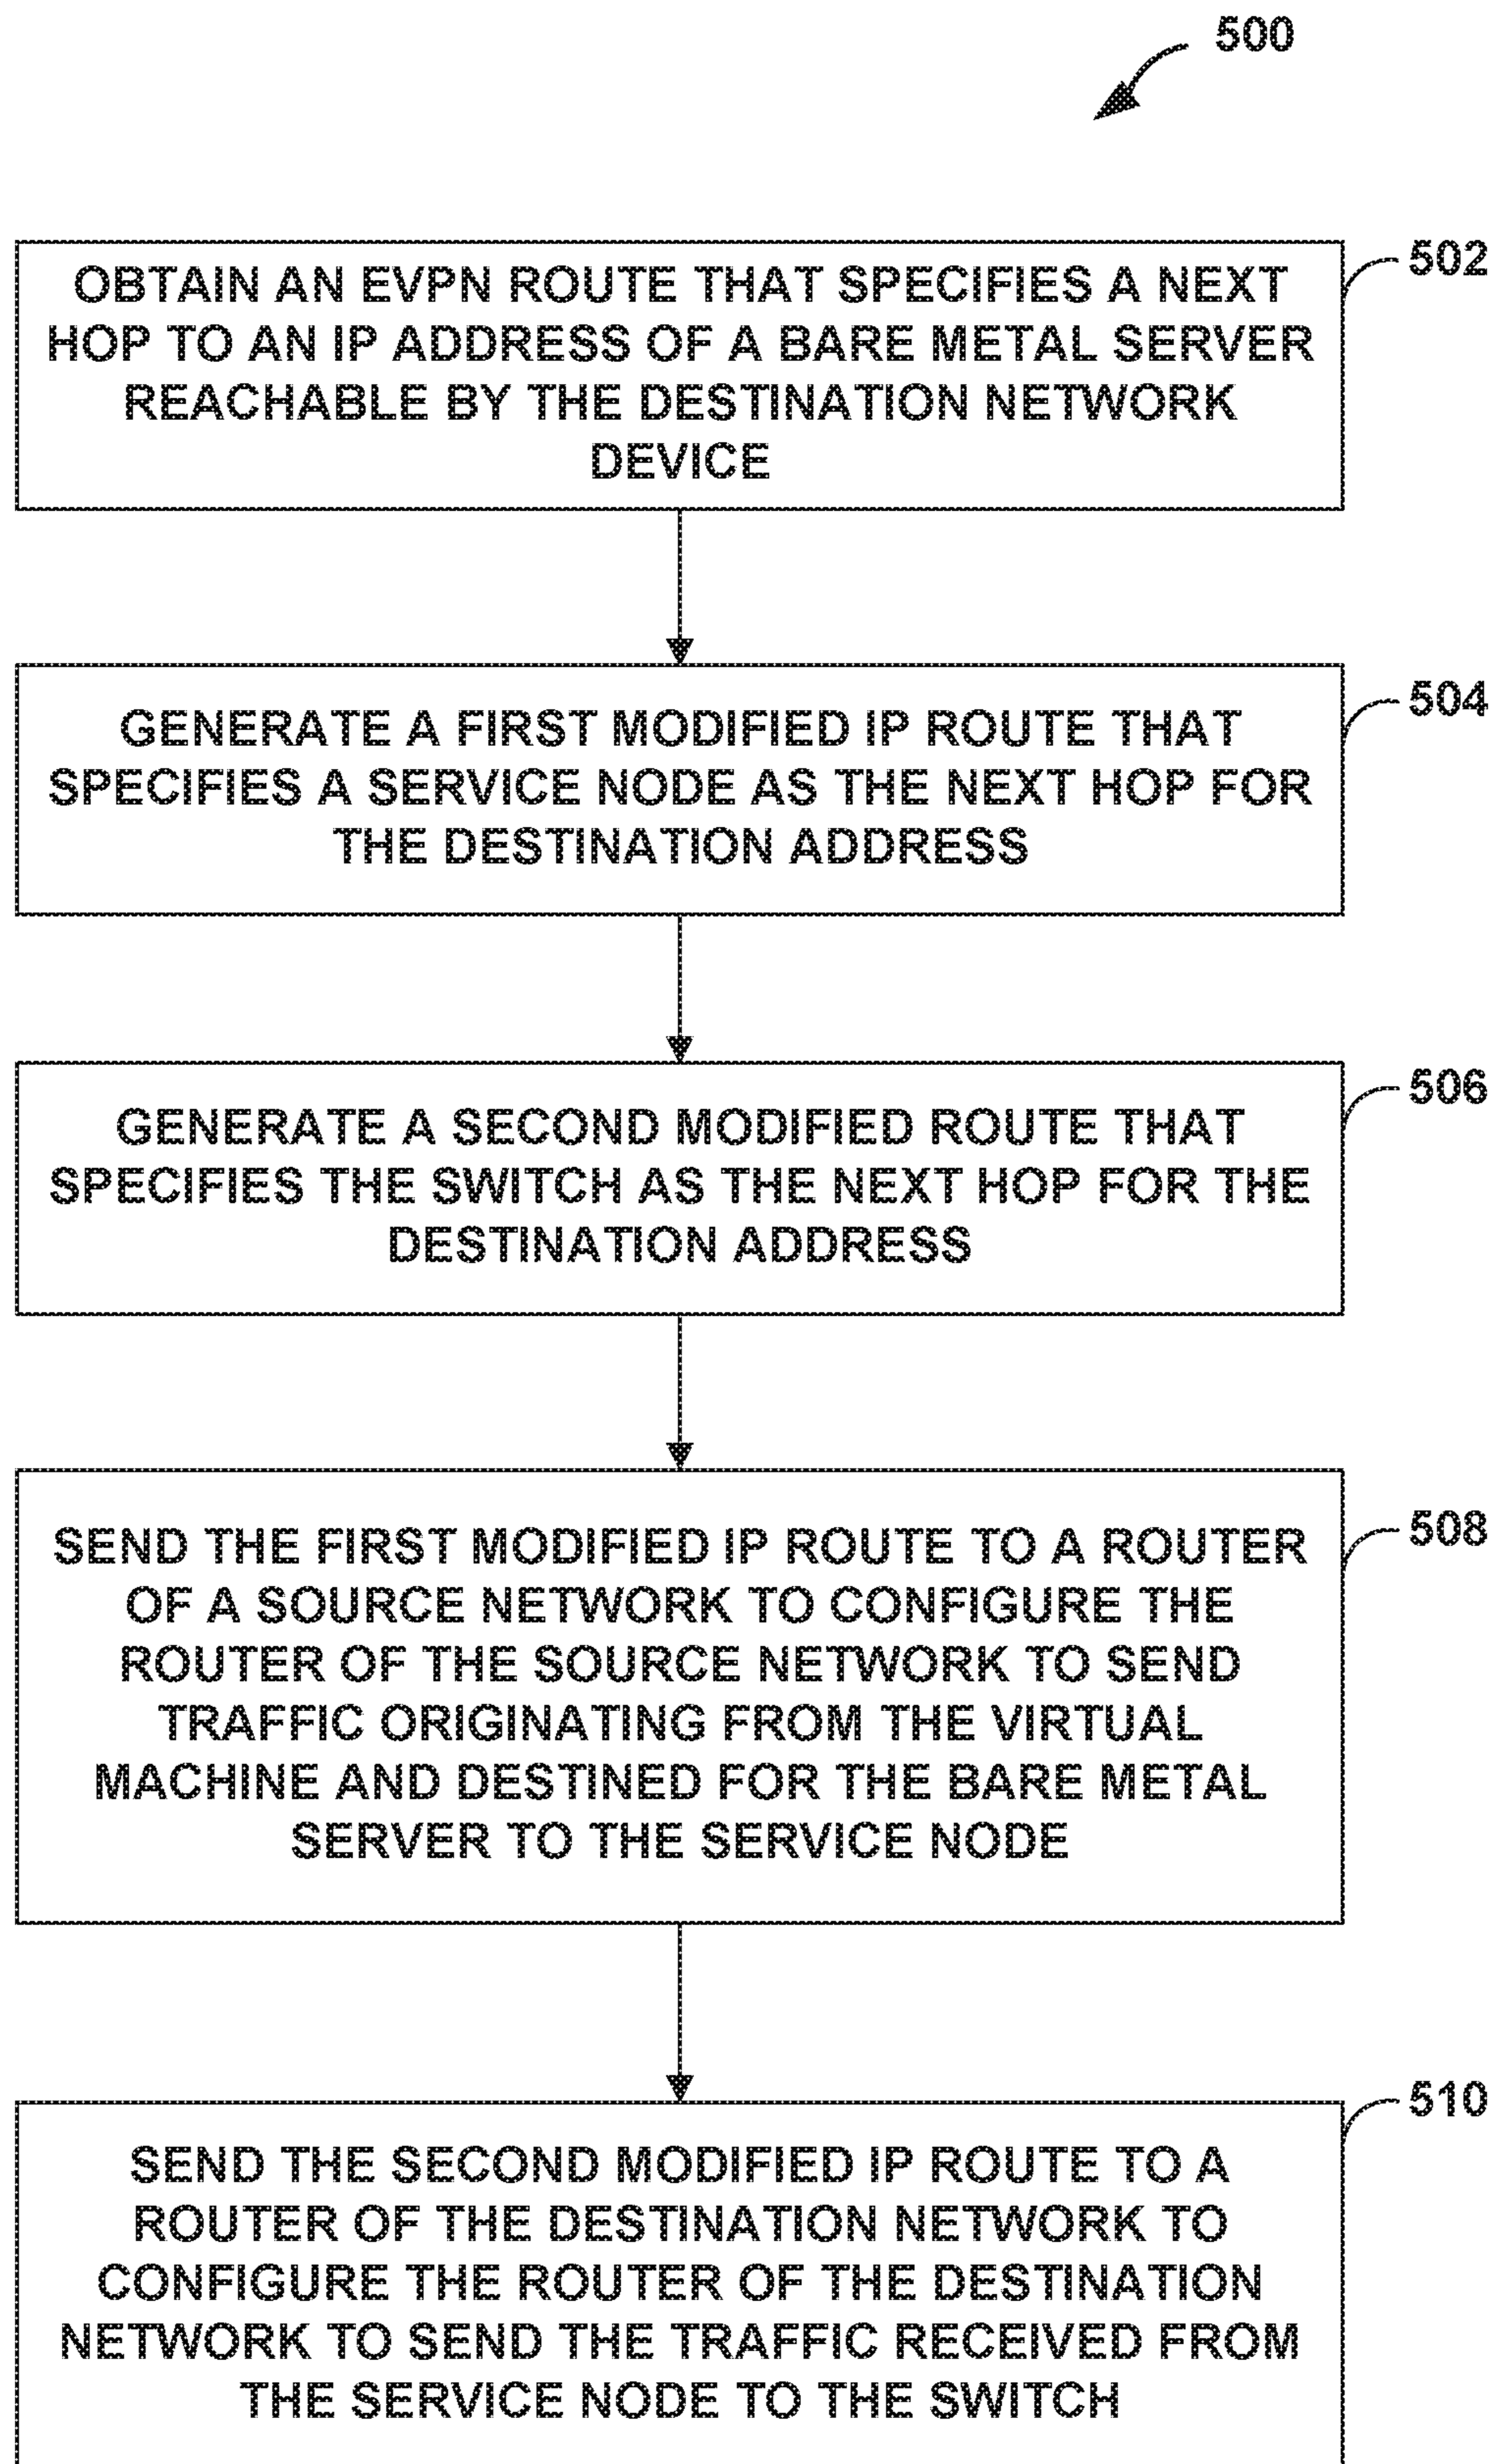 500
502
OBTAIN AN EVPN ROUTE THAT SPECIFIES A NEXT
HOP TO AN IP ADDRESS OF A BARE METAL SERVER
REACHABLE BY THE DESTINATION NETWORK
DEVICE
504
GENERATE A FIRST MODIFIED IP ROUTE THAT
SPECIFIES A SERVICE NODE AS THE NEXT HOP FOR
THE DESTINATION ADDRESS
506
GENERATE A SECOND MODIFIED ROUTE THAT
SPECIFIES THE SWITCH AS THE NEXT HOP FOR THE
DESTINATION ADDRESS
508
SEND THE FIRST MODIFIED IP ROUTE TO A ROUTER
OF A SOURCE NETWORK TO CONFIGURE THE
ROUTER OF THE SOURCE NETWORK TO SEND
TRAFFIC ORIGINATING FROM THE VIRTUAL
MACHINE AND DESTINED FOR THE BARE METAL
SERVER TO THE SERVICE NODE
510
SEND THE SECOND MODIFIED IP ROUTE TO A
ROUTER OF THE DESTINATION NETWORK TO
CONFIGURE THE ROUTER OF THE DESTINATION
NETWORK TO SEND THE TRAFFIC RECEIVED FROM
THE SERVICE NODE TO THE SWITCH